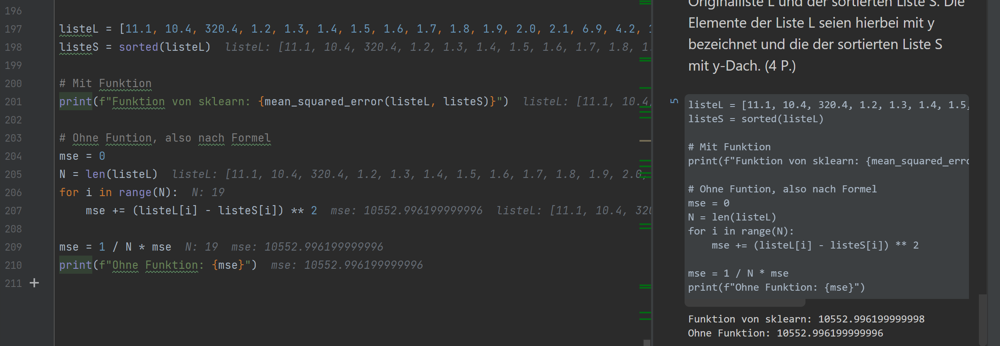 196
197 listeL = [11.1, 10.4, 320.4, 1.2, 1.3, 1.4, 1.5, 1.6, 1.7, 1.8, 1.9, 2.0, 2.1, 6.9, 4.2,
198 listeS = sorted(listeL) listeL: [11.1, 10.4, 320.4, 1.2, 1.3, 1.4, 1.5, 1.6, 1.7, 1.8, 1.
199
200 # Mit Funktion
201 print(f"Funktion von sklearn: {mean_squared_error(listeL, listeS)}") listeL: [11.1, 10.4,
202
203 # Ohne Funtion, also nach Formel
204 mse = 0
205 N = len(listeL) listeL: [11.1, 10.4, 320.4, 1.2, 1.3, 1.4, 1.5, 1.6, 1.7, 1.8, 1.9, 2.0,
206 for i in range(N): N: 19
207 mse += (listeL[i] - listeS[i]) ** 2 mse: 10552.996199999996 listeL: [11.1, 10.4, 320
208
209 mse = 1 / N * mse N: 19 mse: 10552.996199999996
210 print(f"Ohne Funktion: {mse}") mse: 10552.996199999996
211 +
Originalliste L und der sortierten Liste S. Die
Elemente der Liste L seien hierbei mit y
bezeichnet und die der sortierten Liste S
mit y-Dach. (4 P.)
5
listeL = [11.1, 10.4, 320.4, 1.2, 1.3, 1.4, 1.5,
listeS = sorted(listeL)
# Mit Funktion
print(f"Funktion von sklearn: {mean_squared_erro
# Ohne Funtion, also nach Formel
mse = 0
N = len(listeL)
for i in range(N):
mse += (listeL[i] - listeS[i]) ** 2
mse = 1 / N * mse
print(f"Ohne Funktion: {mse}")
Funktion von sklearn: 10552.996199999998
Ohne Funktion: 10552.996199999996